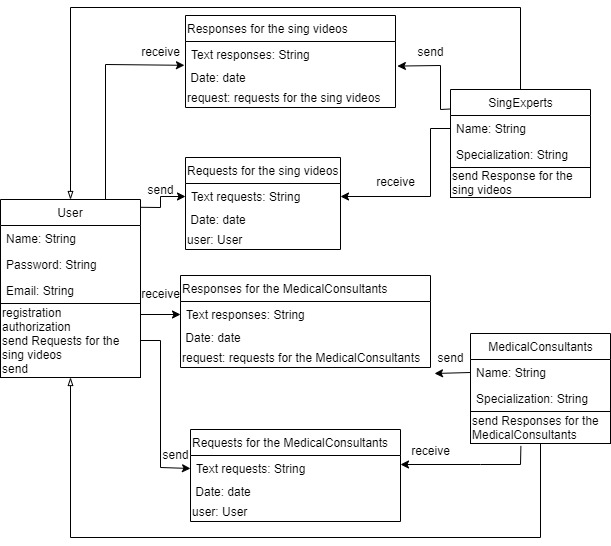 Responses for the sing videos
Text responses: String
Date: date
request: requests for the sing videos
receive
send
SingExperts
Name: String
Specialization: String
send Response for the
sing videos
Requests for the sing videos
Text requests: String
Date: date
user: User
send
receive
User
Name: String
Password: String
Email: String
registration
authorization
send Requests for the
sing videos
send
receive
Responses for the MedicalConsultants
Text responses: String
Date: date
request: requests for the MedicalConsultants
send
MedicalConsultants
Name: String
Specialization: String
send Responses for the
MedicalConsultants
Requests for the MedicalConsultants
Text requests: String
Date: date
user: User
send
receive